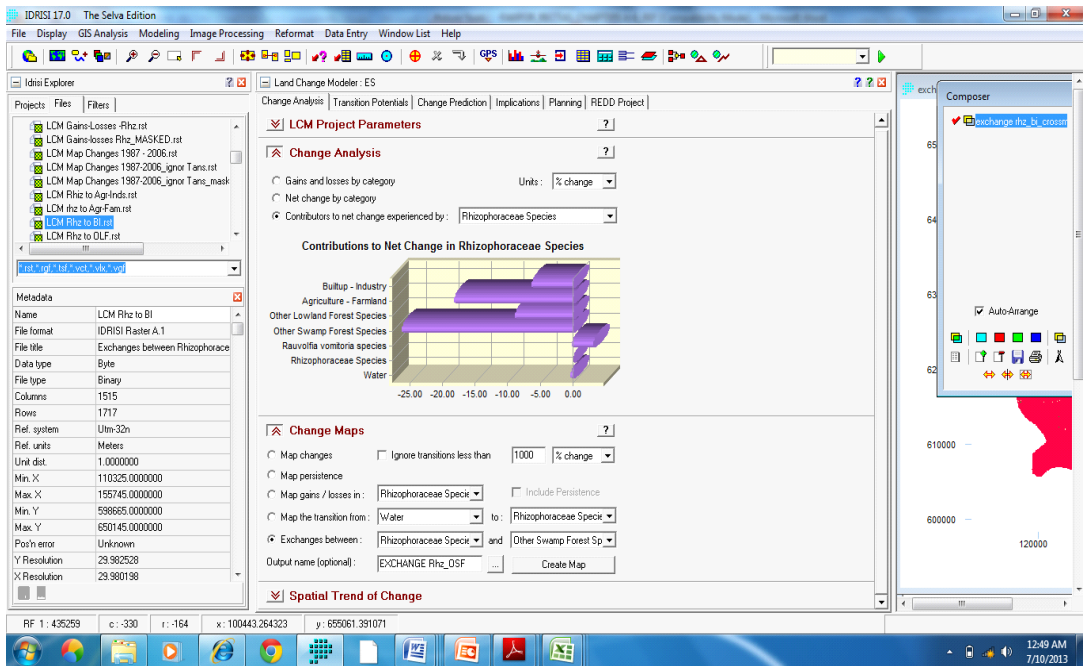 IDRISI 17.0 The Selva Edition
File Display GIS Analysis Modeling Image Processing Reformat Data Entry Window List Help
GPS
Idrisi Explorer
Projects Files Filters
LCM Gains-Losses -Rhz.rst
LCM Gains-losses Rhz_MASKED.rst
LCM Map Changes 1987 - 2006.rst
LCM Map Changes 1987-2006_ignor Tans.rst
LCM Map Changes 1987-2006_ignor Tans_mask
LCM Rhiz to Agr-Inds.rst
LCM rhz to Agr-Fam.rst
LCM Rhz to BI.rst
LCM Rhz to OLF.rst
*.rst,*.rgf,*.tsf,*.vct,*.vlx,*.vgf
Metadata
Name LCM Rhz to BI
File format IDRISI Raster A.1
File title Exchanges between Rhizophorace
Data type Byte
File type Binary
Columns 1515
Rows 1717
Ref. system Utm-32n
Ref. units Meters
Unit dist. 1.0000000
Min. X 110325.0000000
Max. X 155745.0000000
Min. Y 598665.0000000
Max. Y 650145.0000000
Pos'n error Unknown
Y Resolution 29.982528
X Resolution 29.980198
Land Change Modeler : ES
? ? 
Change Analysis Transition Potentials Change Prediction Implications Planning REDD Project
LCM Project Parameters ?
Change Analysis ?
Gains and losses by category Units : % change
Net change by category
Contributors to net change experienced by : Rhizophoraceae Species
Contributions to Net Change in Rhizophoraceae Species
Builtup - Industry
Agriculture - Farmland
Other Lowland Forest Species
Other Swamp Forest Species
Rauvolfia vomitoria species
Rhizophoraceae Species
Water
-25.00 -20.00 -15.00 -10.00 -5.00 0.00
Change Maps ?
Map changes Ignore transitions less than 1000 % change
Map persistence
Map gains / losses in : Rhizophoraceae Specie Include Persistence
Map the transition from : Water to : Rhizophoraceae Specie
Exchanges between : Rhizophoraceae Specie and Other Swamp Forest Sp
Output name (optional) : EXCHANGE Rhz_OSF ... Create Map
Spatial Trend of Change
exch
Composer
exchange rhz_bi_crossm
Auto-Arrange
65
64
63
62
610000
600000
120000
RF 1 : 435259 c : -330 r : -164 x : 100443.264323 y : 655061.391071
12:49 AM
7/10/2013